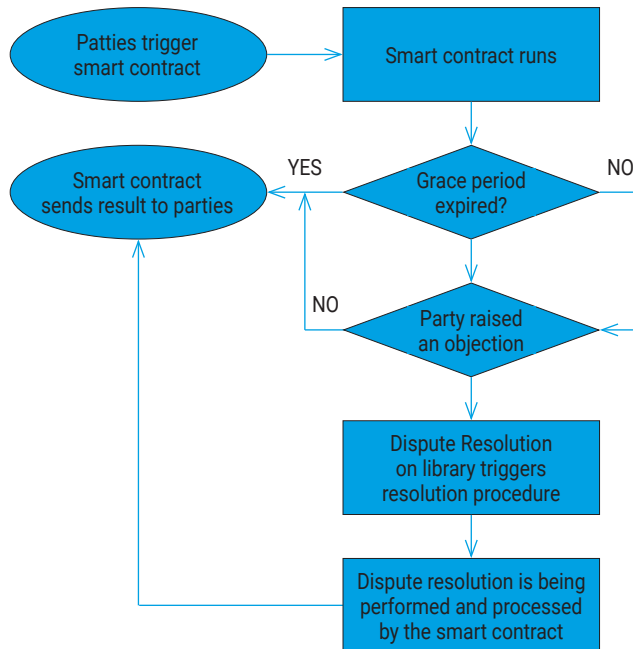 Patties trigger
smart contract
Smart contract runs
Smart contract
sends result to parties
YES
Grace period
expired?
NO
NO
Party raised
an objection
Dispute Resolution
on library triggers
resolution procedure
Dispute resolution is being
performed and processed
by the smart contract